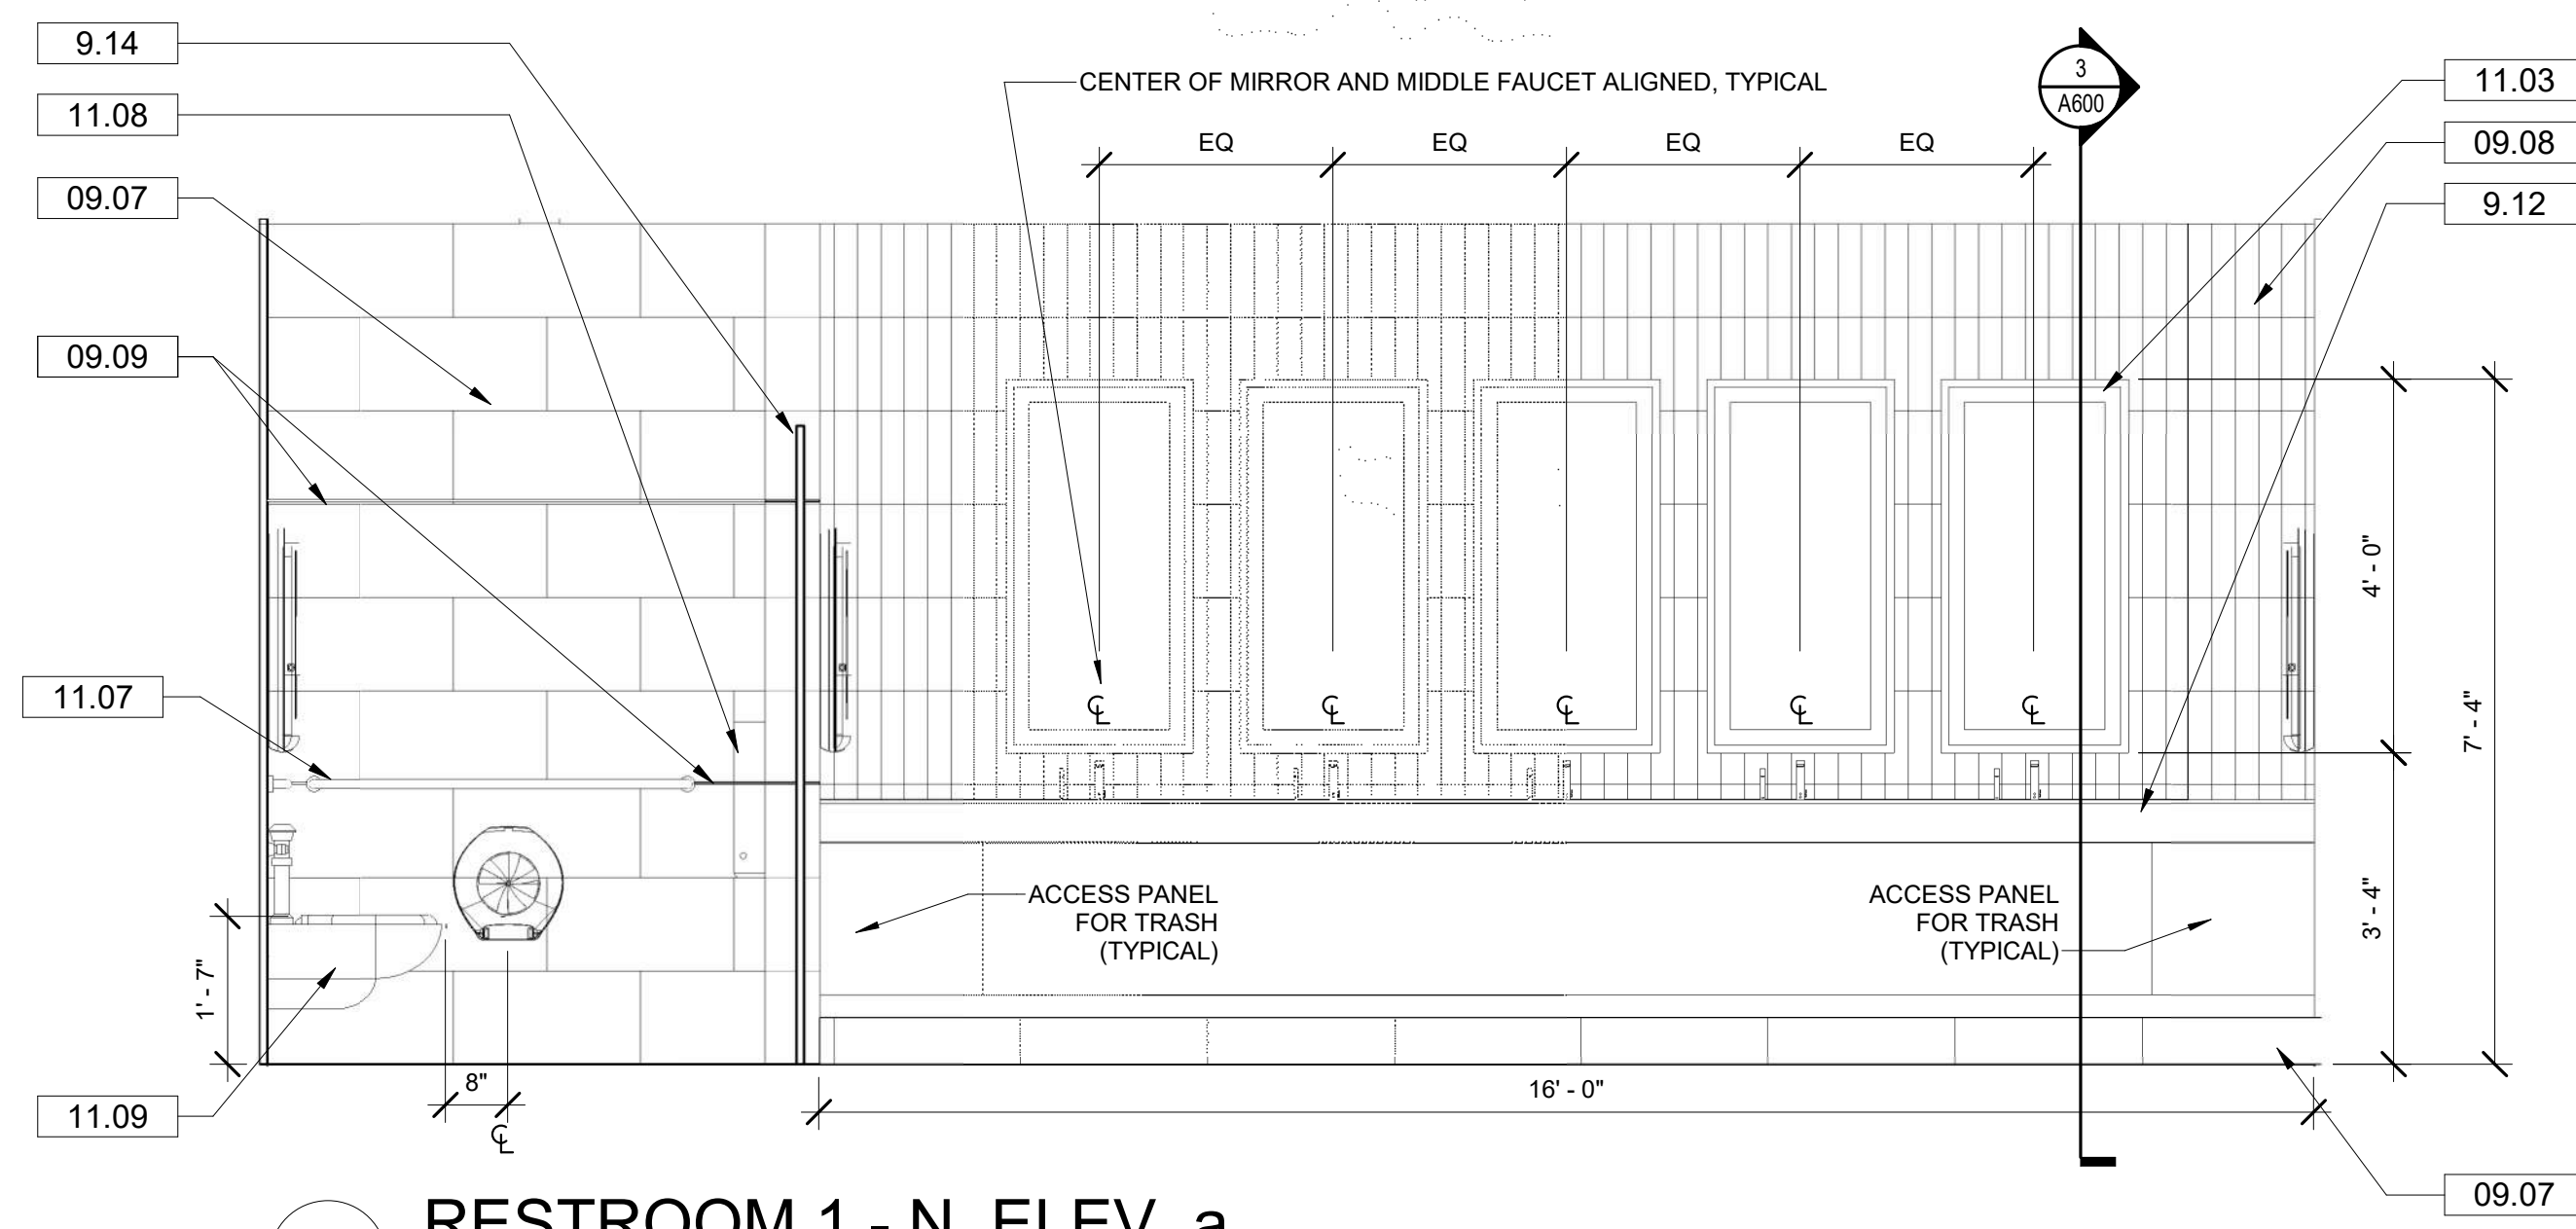 9.14
11.08
09.07
09.09
11.07
11.09
CENTER OF MIRROR AND MIDDLE FAUCET ALIGNED, TYPICAL
EQ EQ EQ EQ
3
A600
11.03
09.08
9.12
4' - 0"
7' - 4"
3' - 4"
℄ ℄ ℄ ℄ ℄
ACCESS PANEL
FOR TRASH
(TYPICAL)
ACCESS PANEL
FOR TRASH
(TYPICAL)
1' - 7"
8"
℄
16' - 0"
09.07
RESTROOM 1 - N. ELEV. a